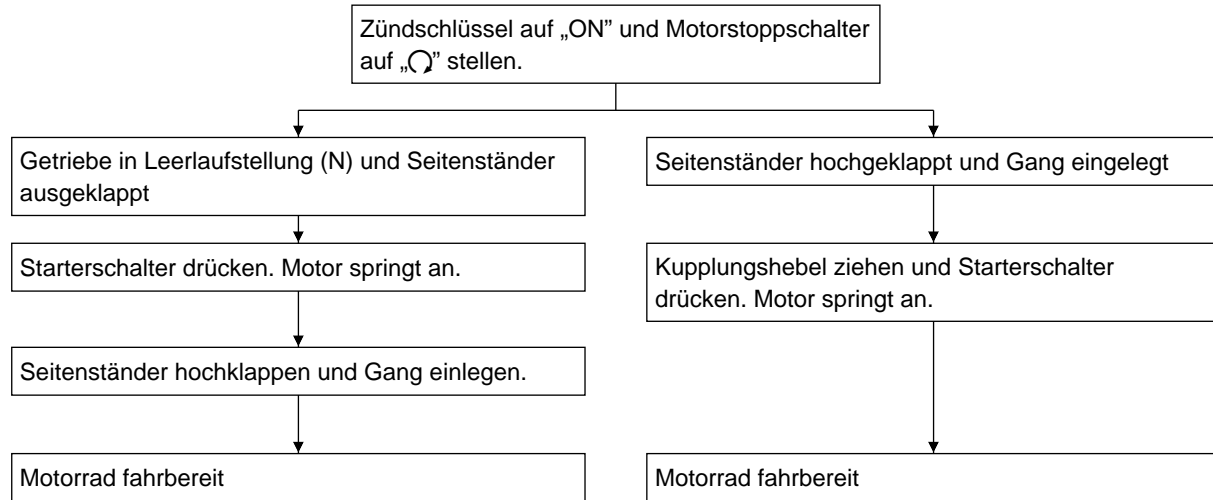 Zündschlüssel auf „ON” und Motorstoppschalter
auf „” stellen.
Getriebe in Leerlaufstellung (N) und Seitenständer
ausgeklappt
Starterschalter drücken. Motor springt an.
Seitenständer hochklappen und Gang einlegen.
Motorrad fahrbereit
Seitenständer hochgeklappt und Gang eingelegt
Kupplungshebel ziehen und Starterschalter
drücken. Motor springt an.
Motorrad fahrbereit